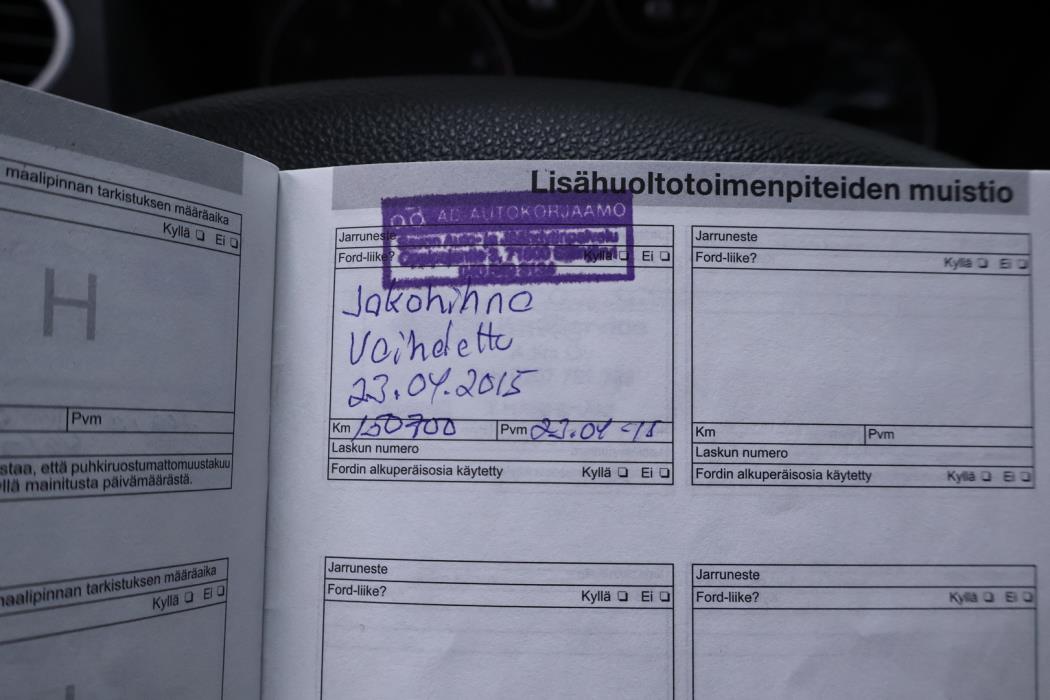 maalipinnan tarkistuksen määräaika
Kyllä ❏ Ei ❏
H
Pvm
staa, että puhkiruostumattomuustakuu
llä mainitusta päivämäärästä.
maalipinnan tarkistuksen määräaika
Kyllä ❏ Ei ❏
Lisähuoltotoimenpiteiden muistio
AD AUTOKORJAAMO
Jarruneste
Ford-liike? Kyllä ❏ Ei ❏
Jakohihna
Vaihdettu
23.04.2015
Km 150700 Pvm 23.04-15
Laskun numero
Fordin alkuperäisosia käytetty Kyllä ❏ Ei ❏
Jarruneste
Ford-liike? Kyllä ❏ Ei ❏
Km Pvm
Laskun numero
Fordin alkuperäisosia käytetty Kyllä ❏ Ei ❏
Jarruneste
Ford-liike? Kyllä ❏ Ei ❏
Jarruneste
Ford-liike? Kyllä ❏ Ei ❏